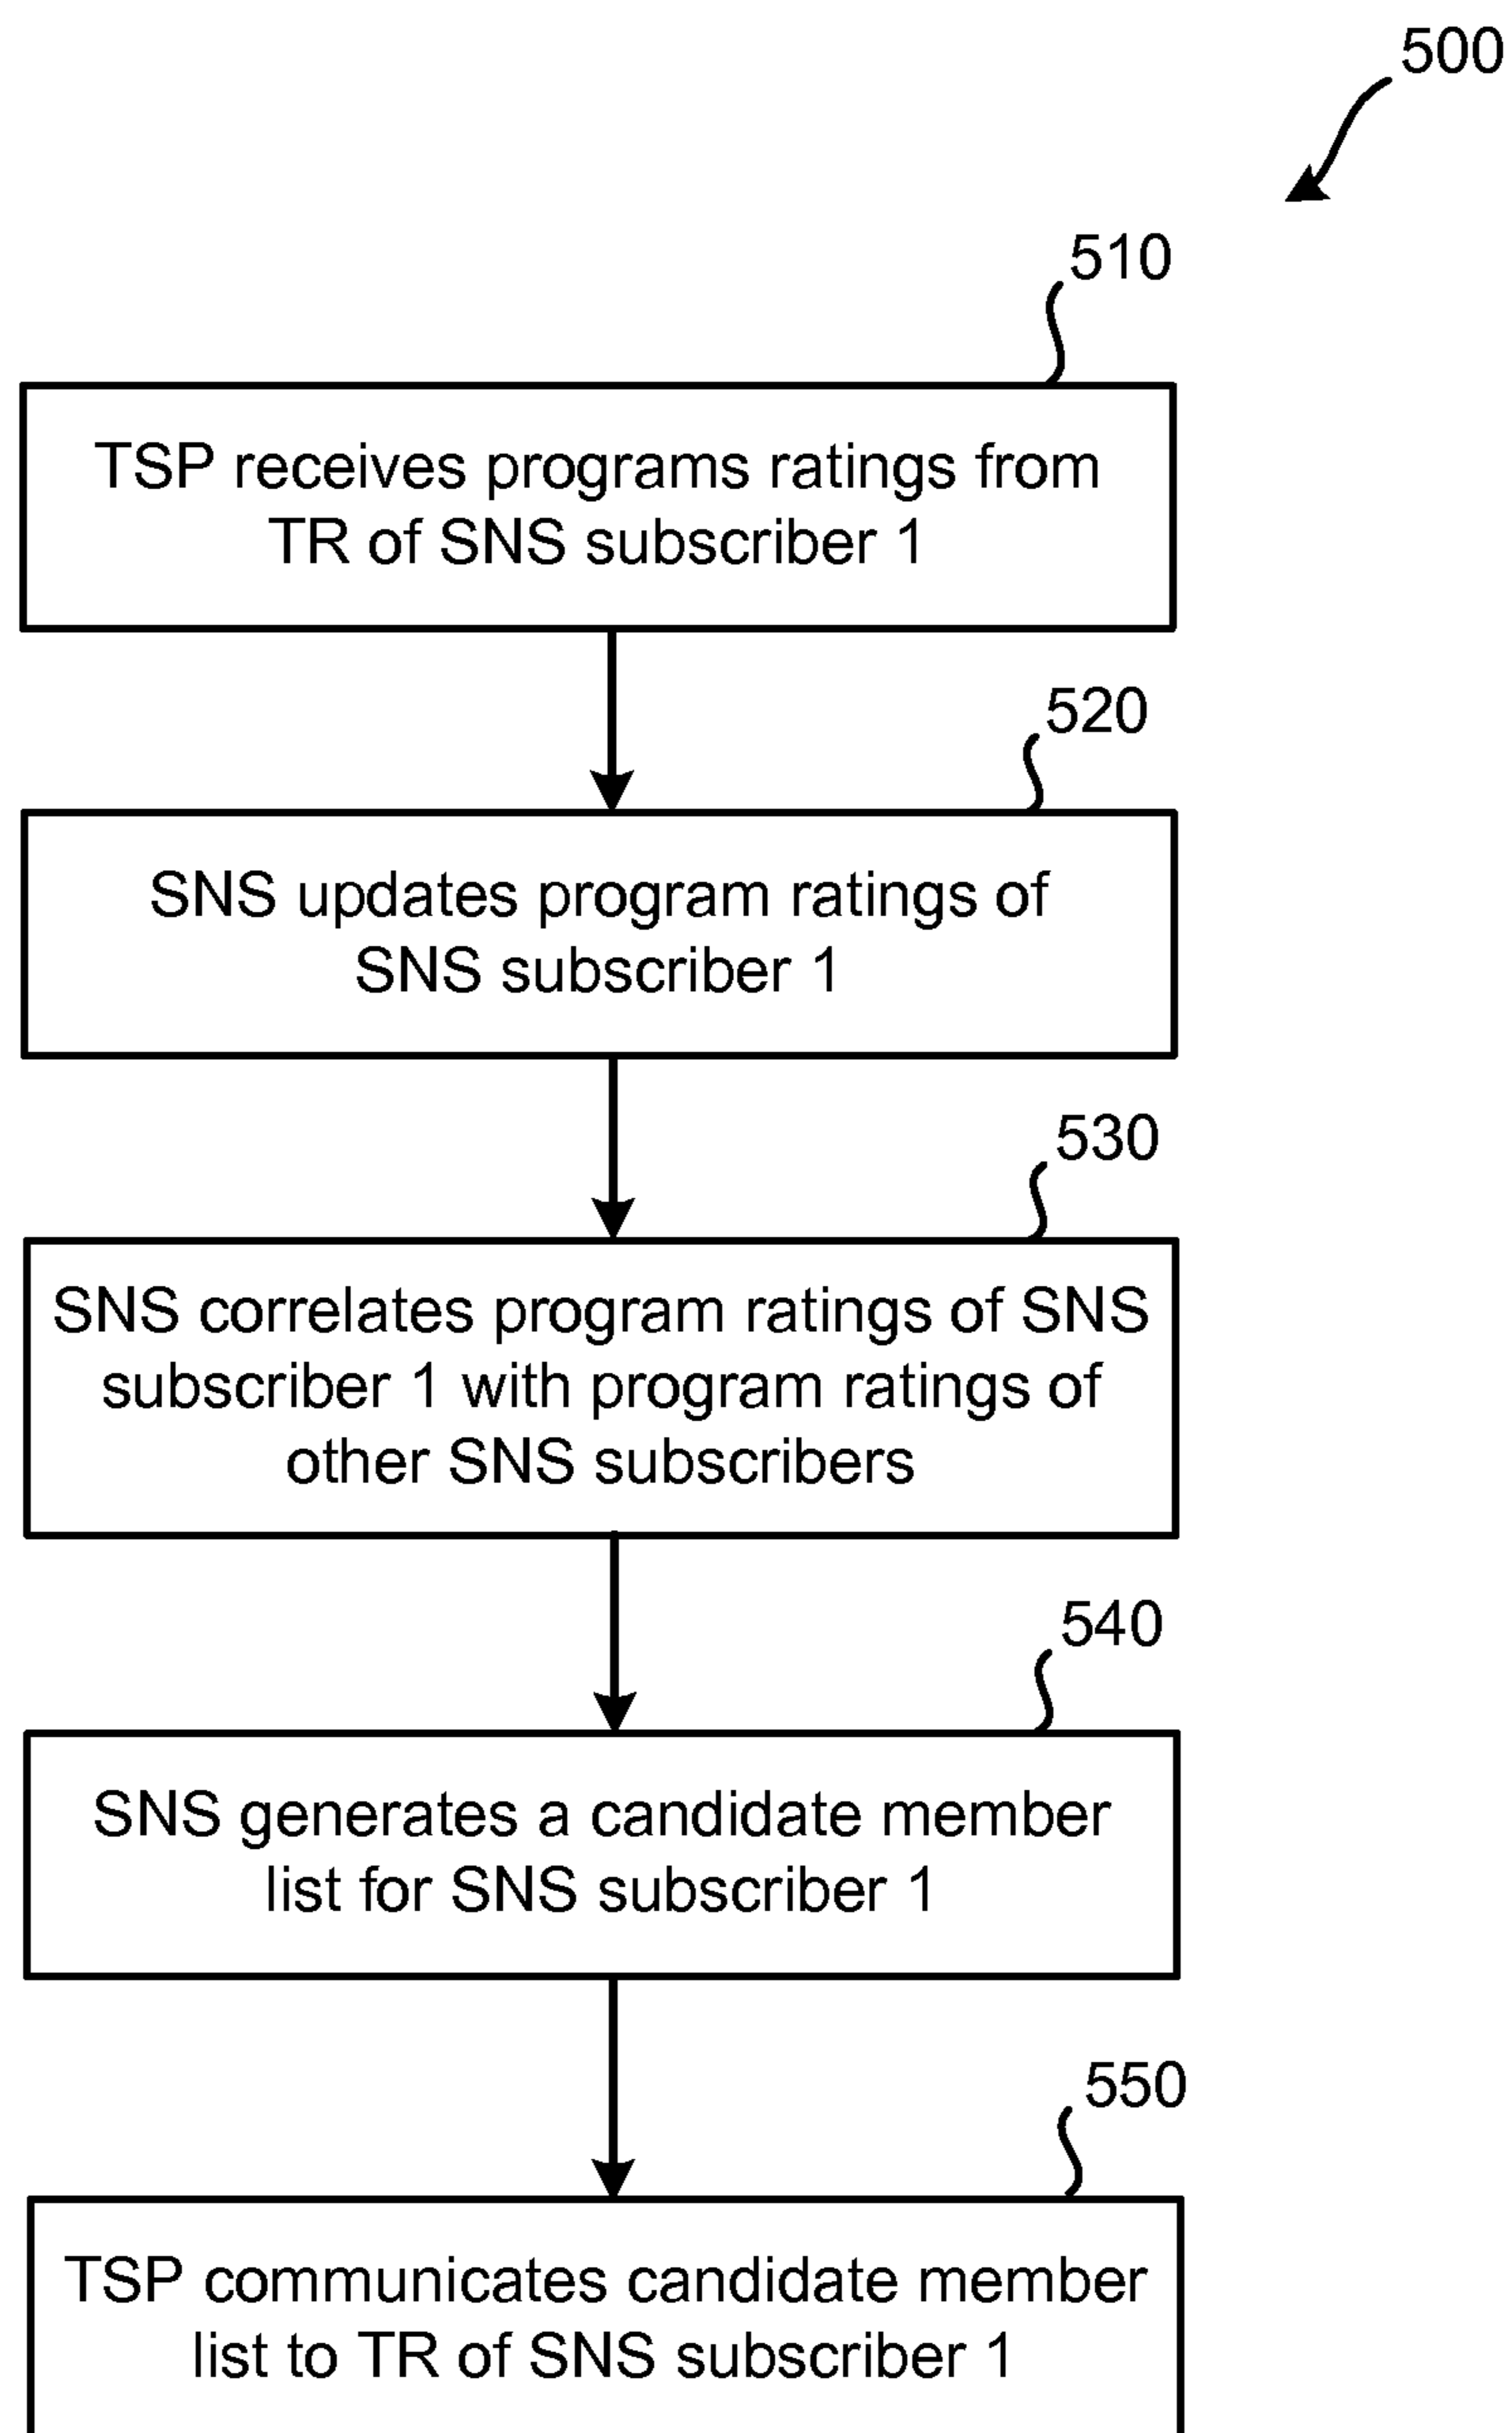 500
510
TSP receives programs ratings from
TR of SNS subscriber 1
520
SNS updates program ratings of
SNS subscriber 1
530
SNS correlates program ratings of SNS
subscriber 1 with program ratings of
other SNS subscribers
540
SNS generates a candidate member
list for SNS subscriber 1
550
TSP communicates candidate member
list to TR of SNS subscriber 1